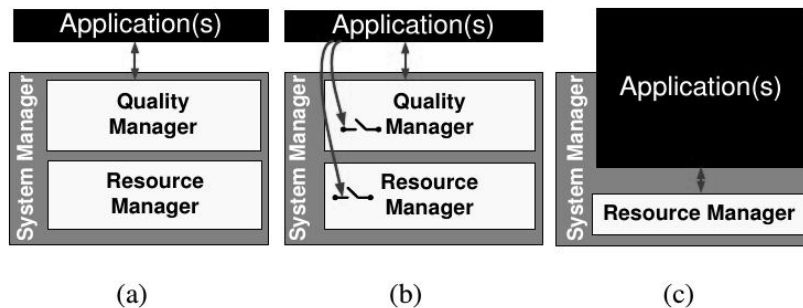 Application(s)
System Manager
Quality
Manager
Resource
Manager
(a)
Application(s)
System Manager
Quality
Manager
Resource
Manager
(b)
Application(s)
System Manager
Resource Manager
(c)